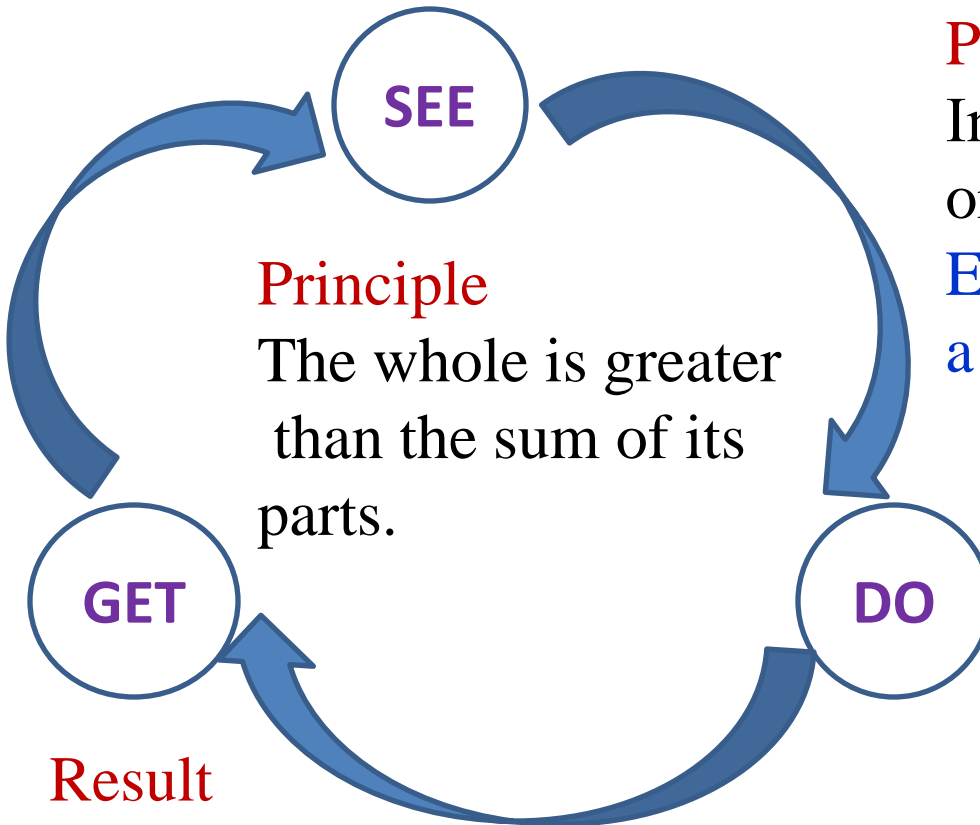 SEE
Principle
The whole is greater
than the sum of its
parts.
GET
DO
Result
a